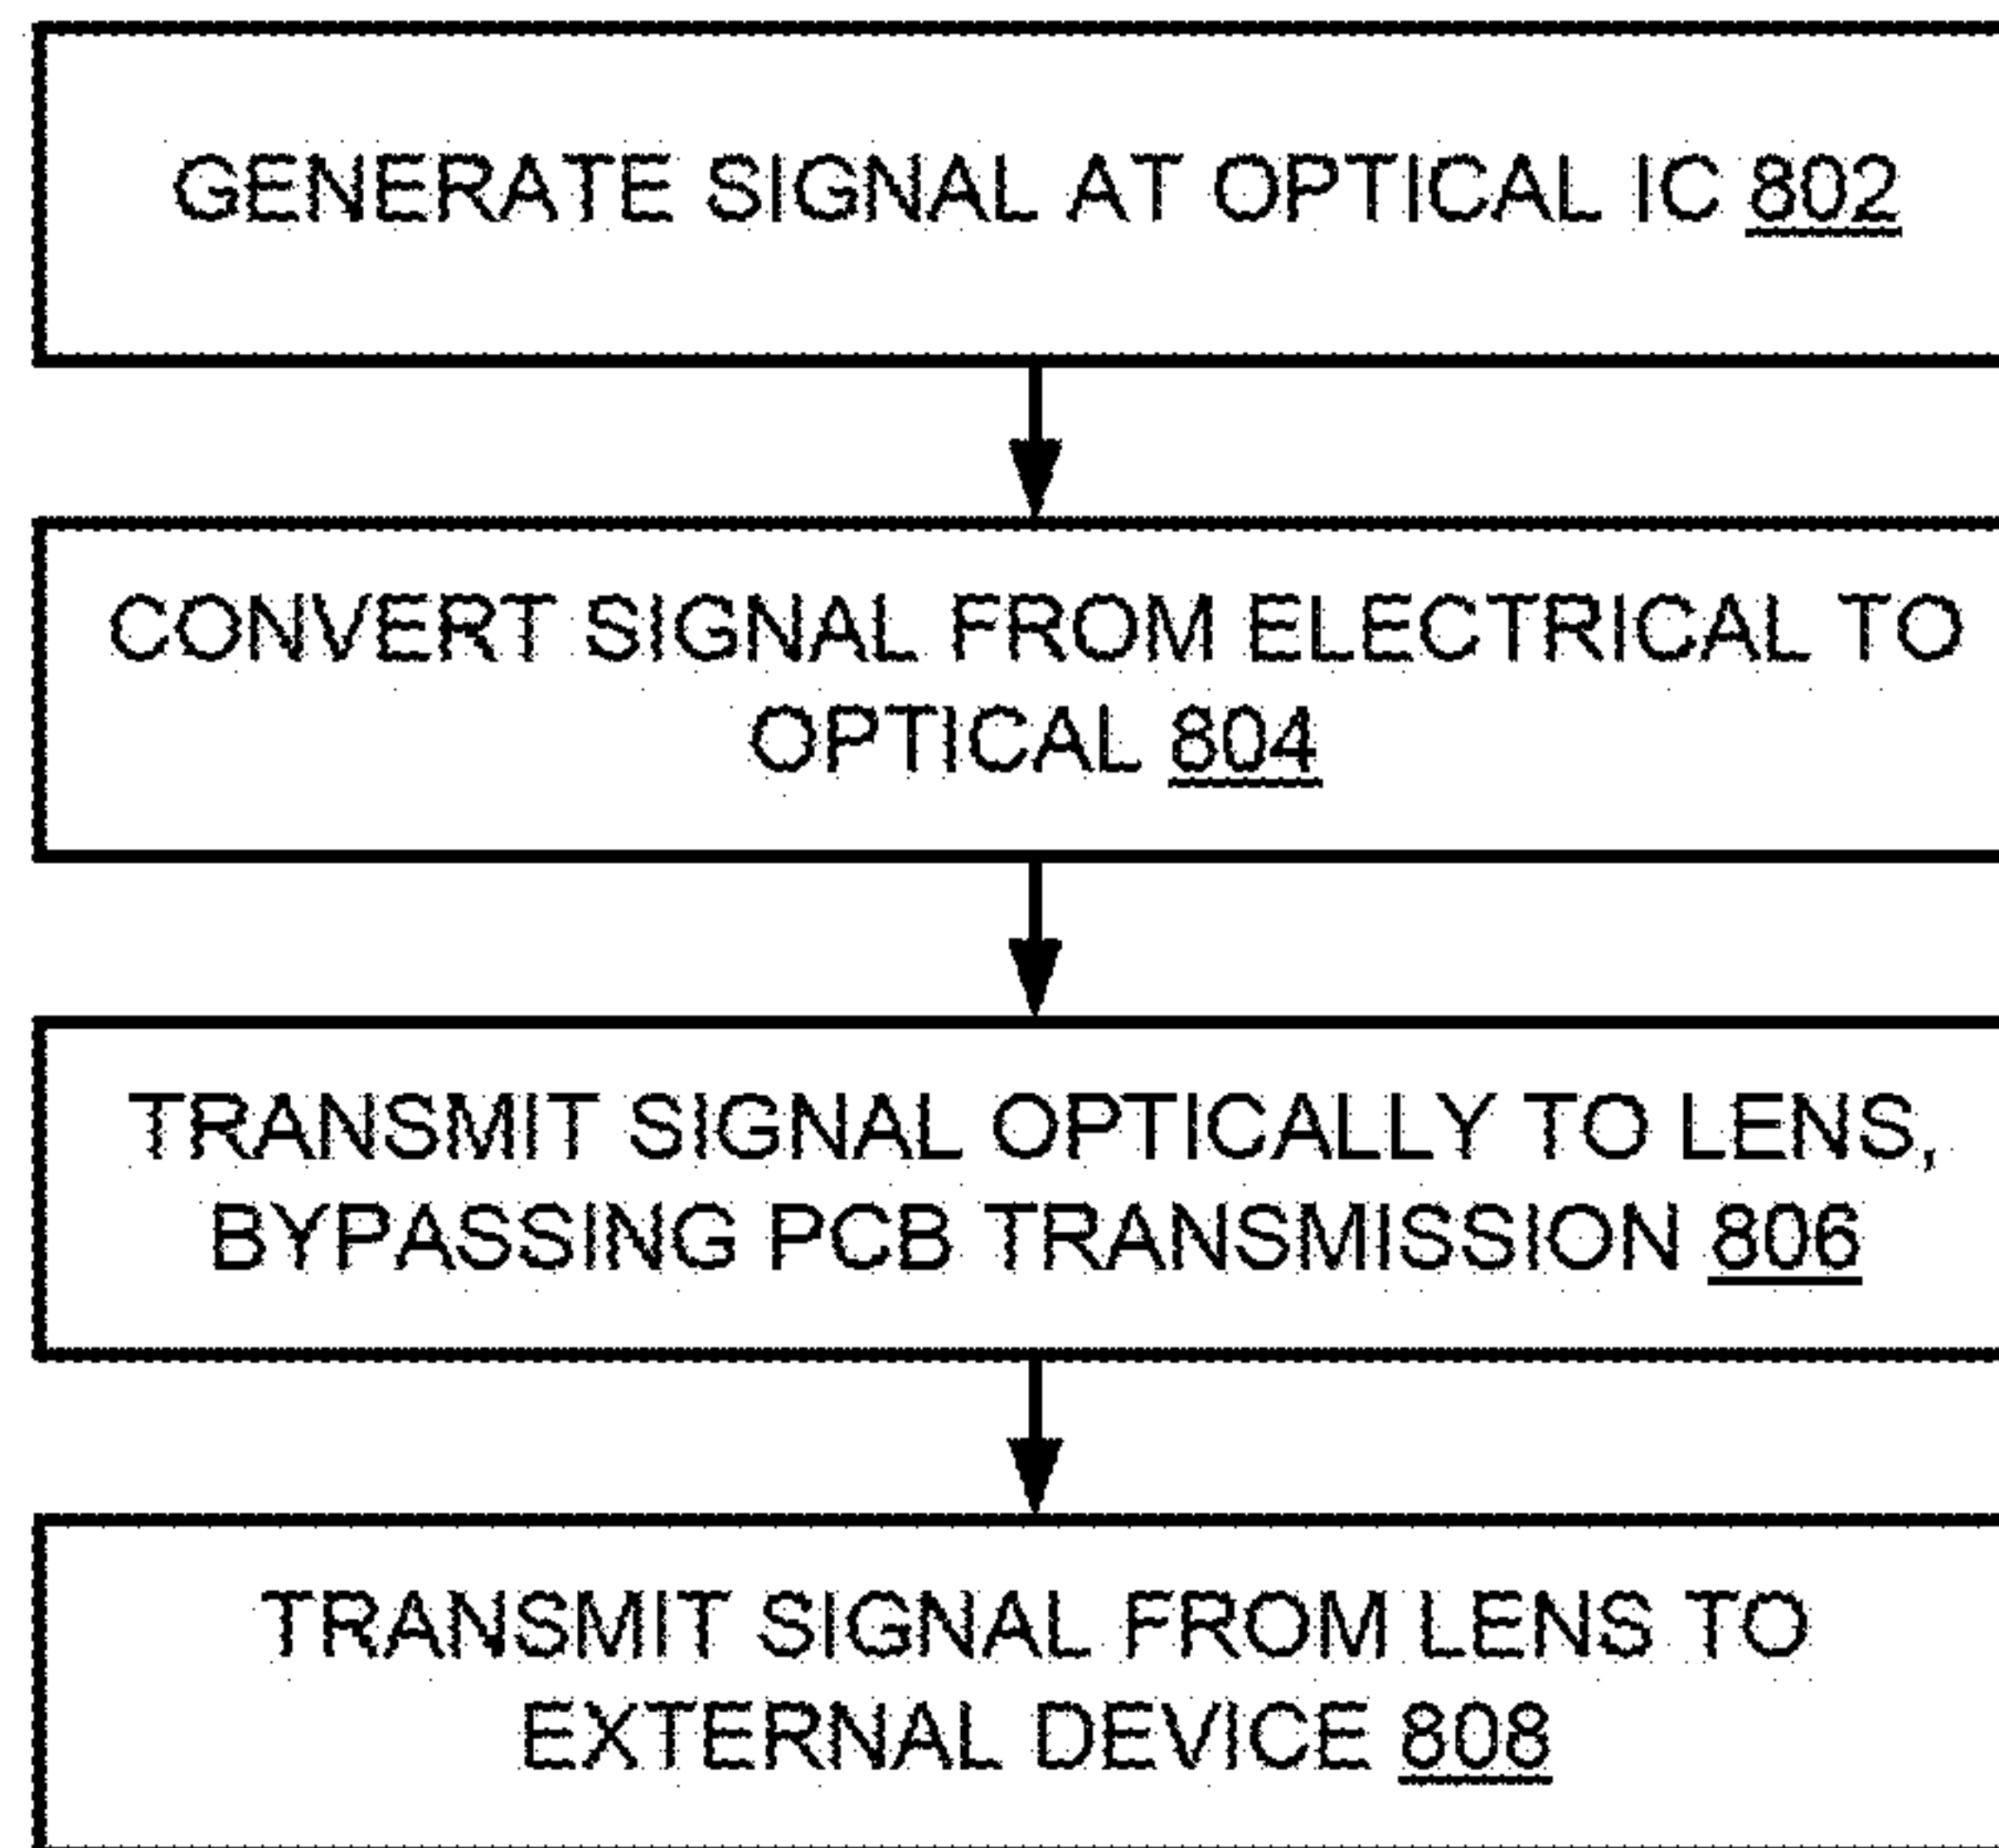 GENERATE SIGNAL AT OPTICAL IC 802
CONVERT SIGNAL FROM ELECTRICAL TO
OPTICAL 804
TRANSMIT SIGNAL OPTICALLY TO LENS,
BYPASSING PCB TRANSMISSION 806
TRANSMIT SIGNAL FROM LENS TO
EXTERNAL DEVICE 808